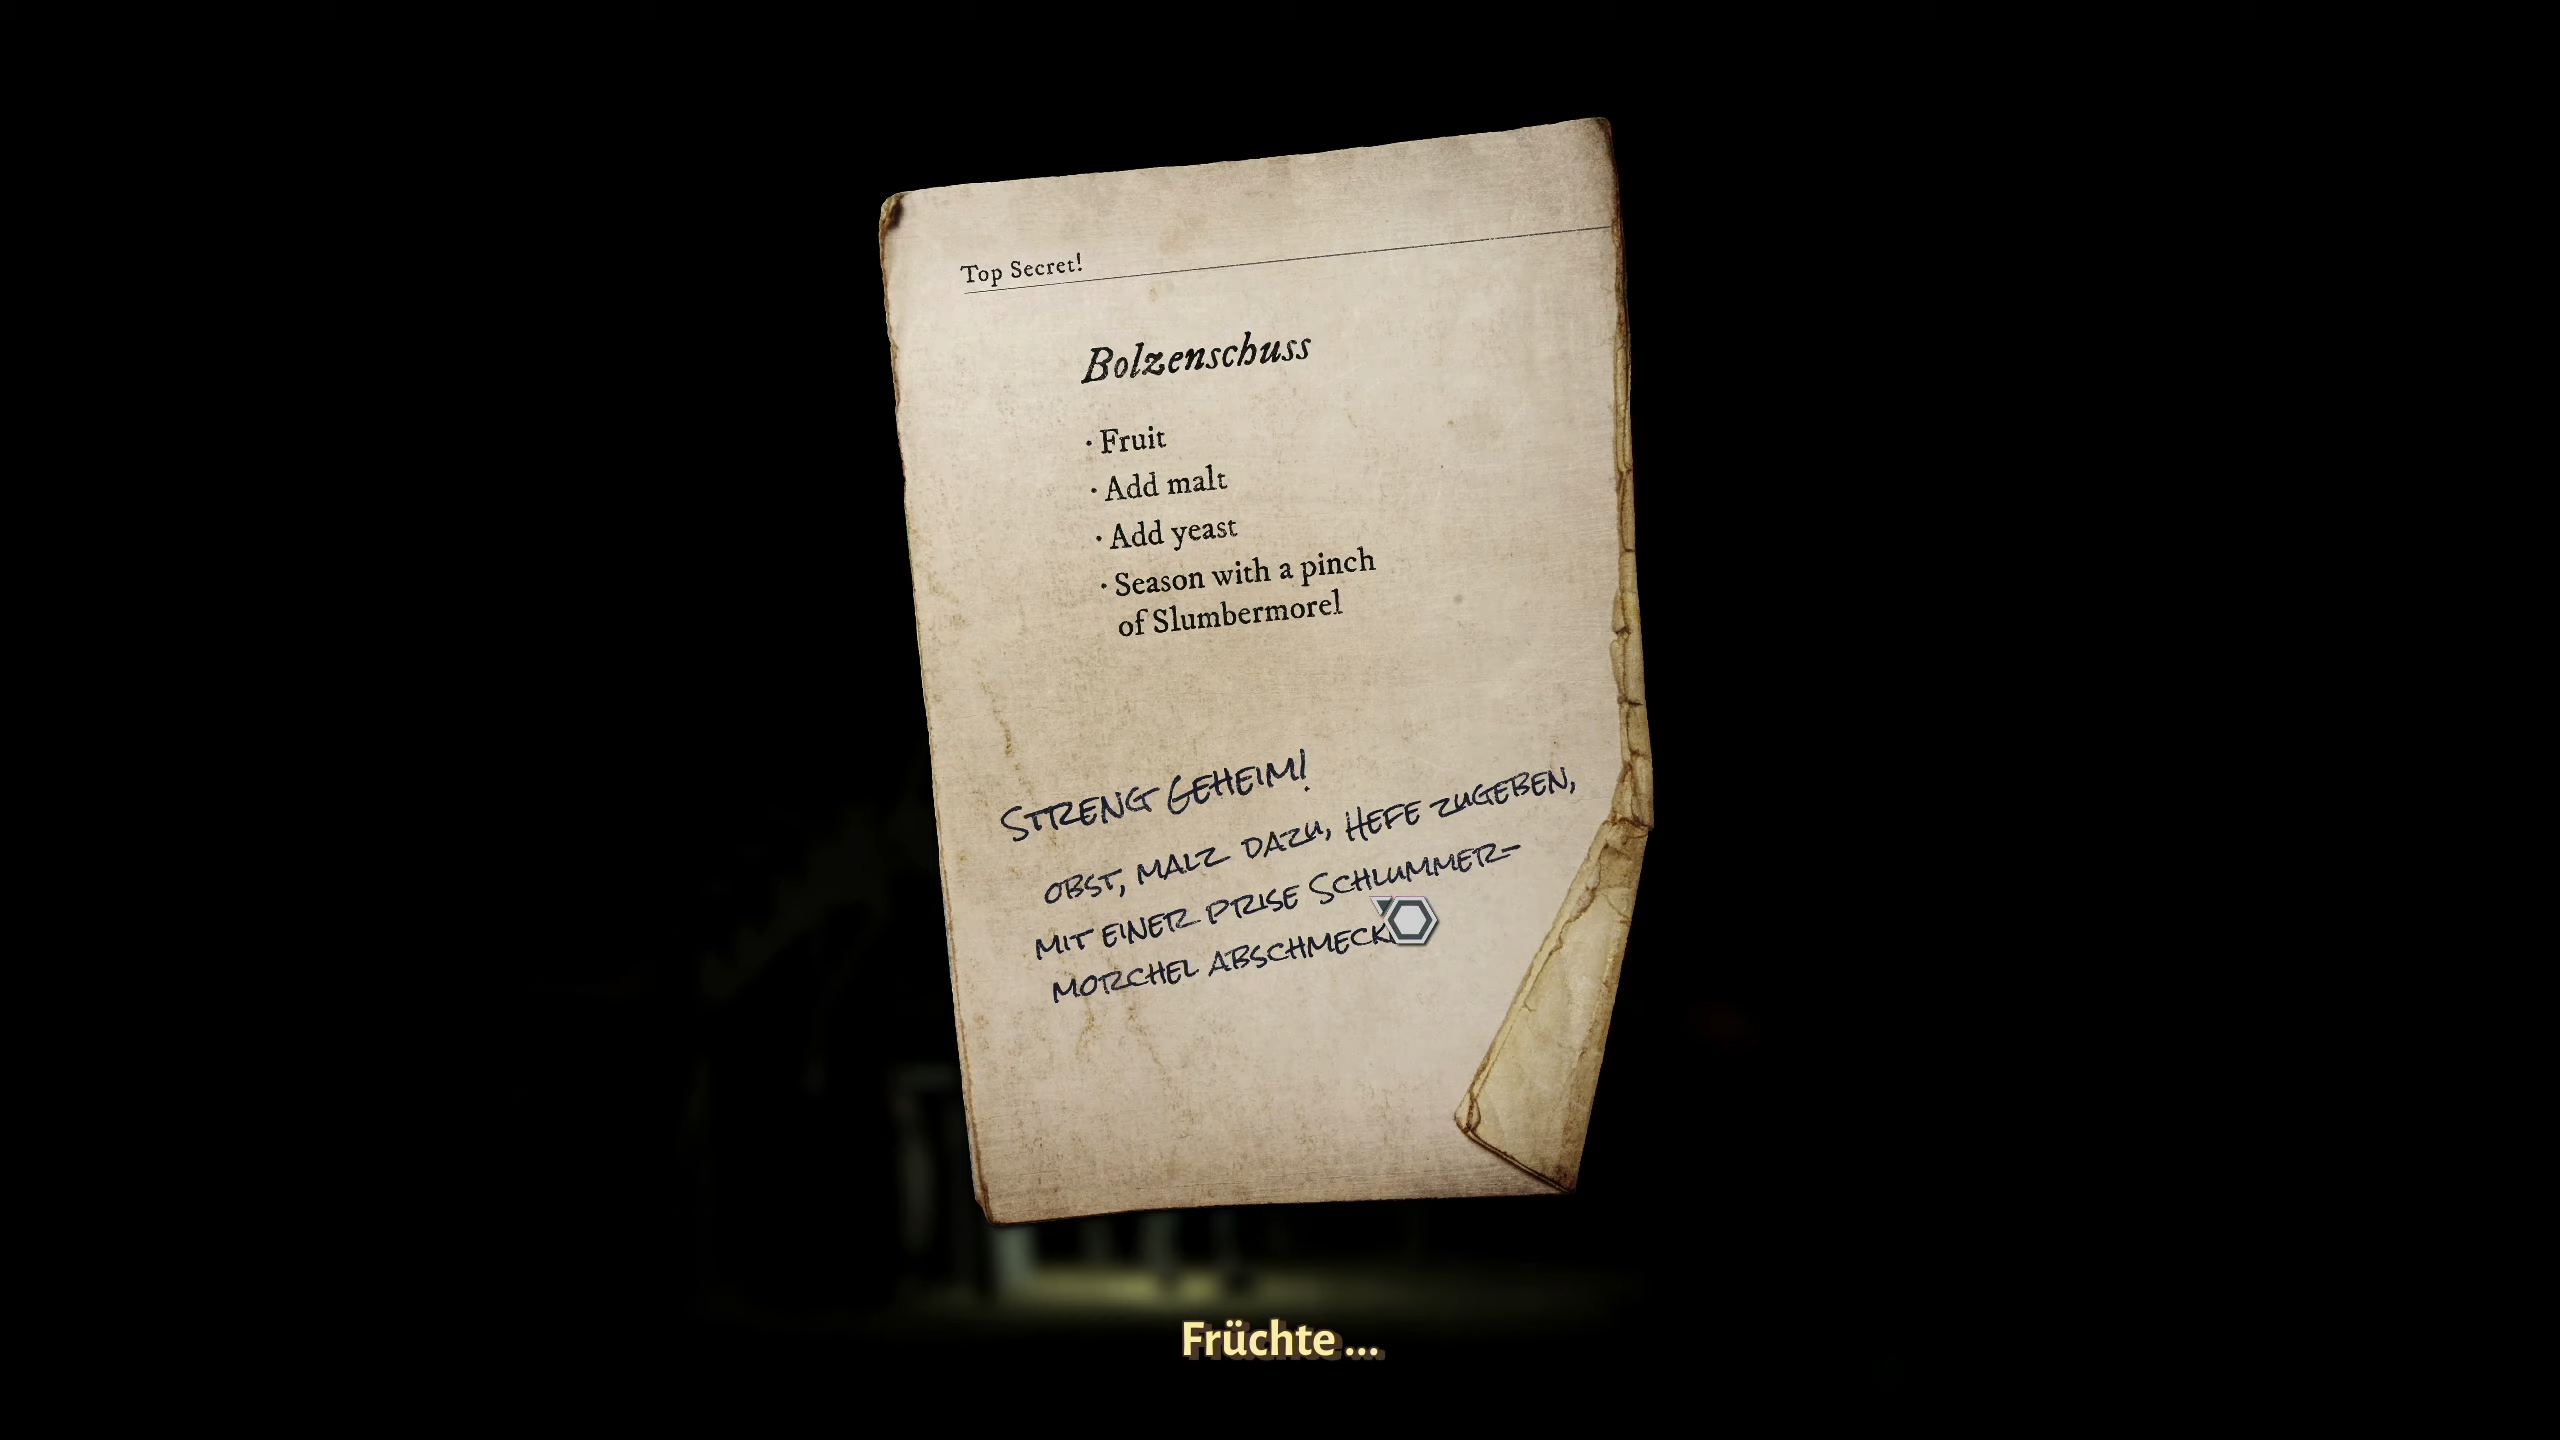 Top Secret!
Bolzenschuss
· Fruit
· Add malt
· Add yeast
· Season with a pinch
of Slumbermorel
STRENG GEHEIM!
OBST, MALZ DAZU, HEFE ZUGEBEN,
MIT EINER PRISE SCHLUMMER-
MORCHEL
Früchte ...